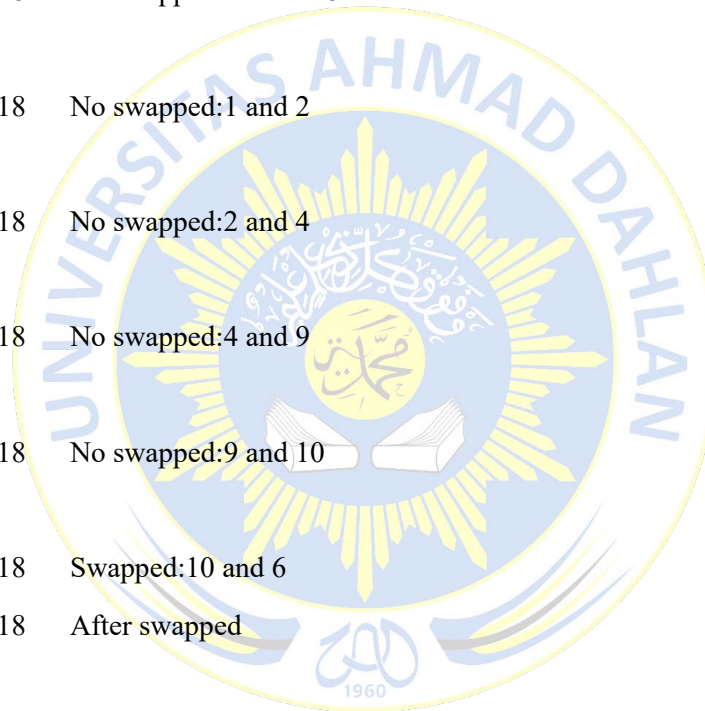 18 No swapped:1 and 2
18 No swapped:2 and 4
18 No swapped:4 and 9
18 No swapped:9 and 10
18 Swapped:10 and 6
18 After swapped
UNIVERSITAS AHMAD DAHLAN
محمدية
1960